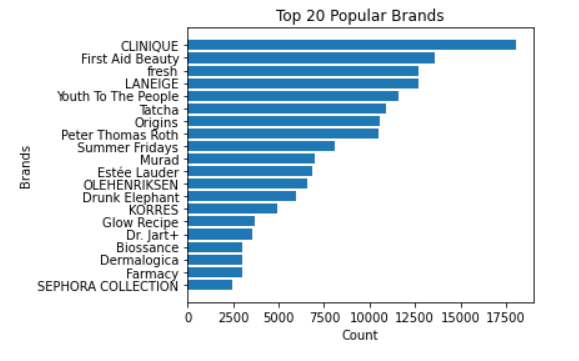 Top 20 Popular Brands
CLINIQUE
First Aid Beauty
fresh
LANEIGE
Youth To The People
Tatcha
Origins
Peter Thomas Roth
Summer Fridays
Murad
Estée Lauder
OLEHENRIKSEN
Drunk Elephant
KORRES
Glow Recipe
Dr. Jart+
Biossance
Dermalogica
Farmacy
SEPHORA COLLECTION
Brands
0 2500 5000 7500 10000 12500 15000 17500
Count